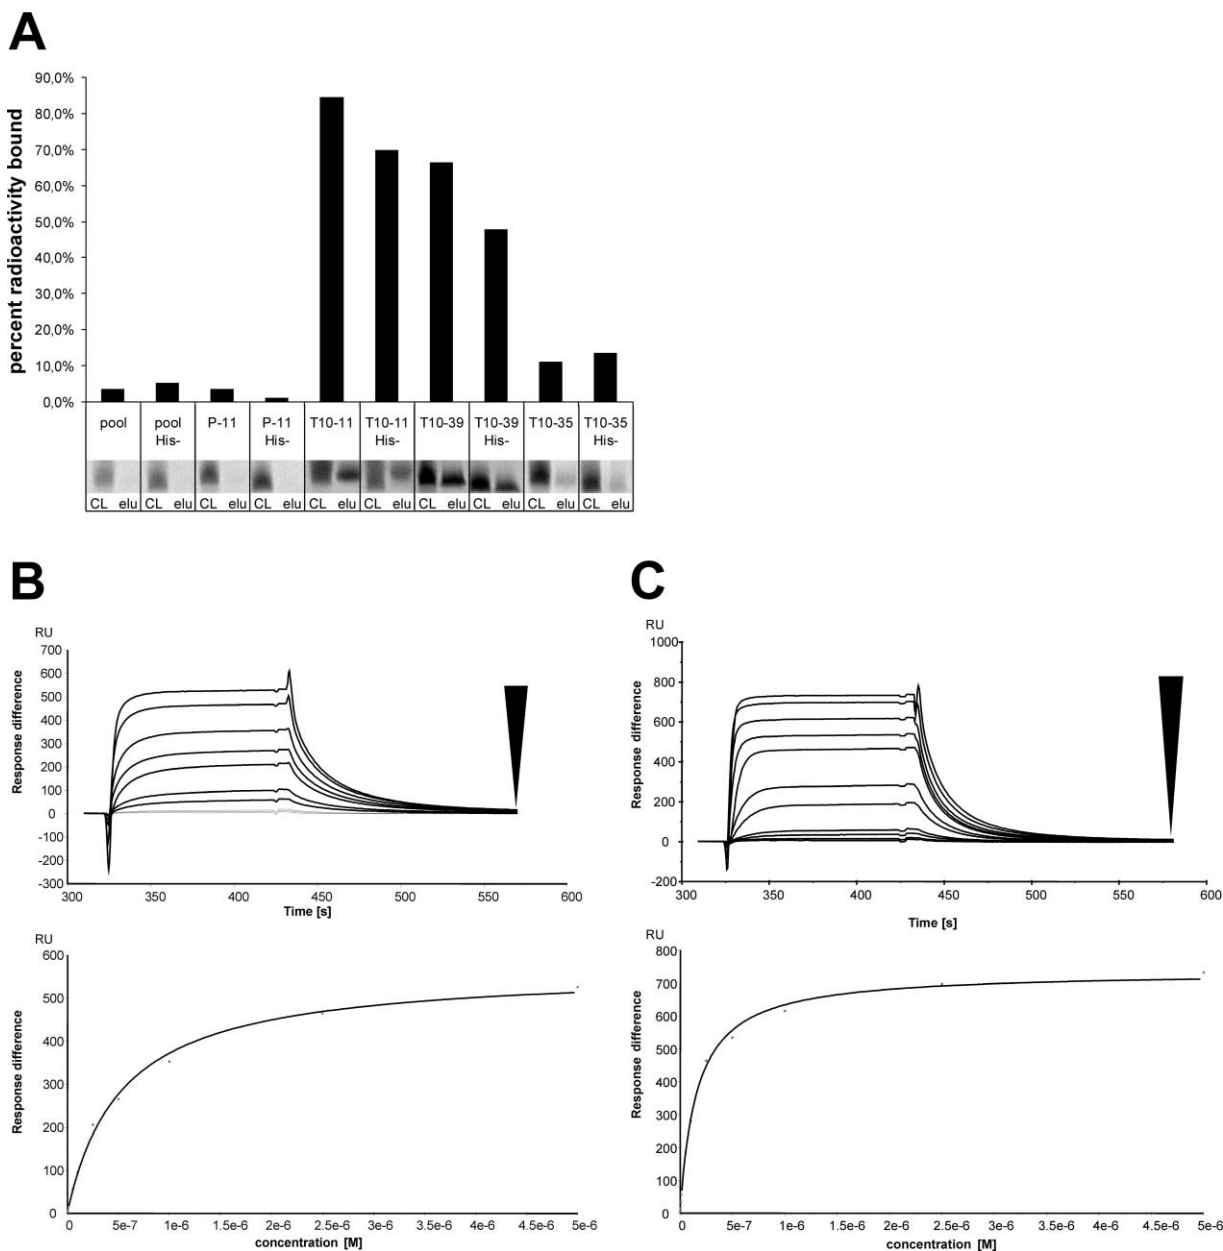 A
percent radioactivity bound
90,0%
80,0%
70,0%
60,0%
50,0%
40,0%
30,0%
20,0%
10,0%
0,0%
pool
pool His-
P-11
P-11 His-
T10-11
T10-11 His-
T10-39
T10-39 His-
T10-35
T10-35 His-
CL elu CL elu CL elu CL elu CL elu CL elu CL elu CL elu CL elu CL elu
B
RU
Response difference
700
600
500
400
300
200
100
0
-100
-200
-300
300 350 400 450 500 550 600
Time [s]
RU
Response difference
600
500
400
300
200
100
0
0 5e-7 1e-6 1.5e-6 2e-6 2.5e-6 3e-6 3.5e-6 4e-6 4.5e-6 5e-6
concentration [M]
C
RU
Response difference
1000
800
600
400
200
0
-200
300 350 400 450 500 550 600
Time [s]
RU
Response difference
800
700
600
500
400
300
200
100
0
0 5e-7 1e-6 1.5e-6 2e-6 2.5e-6 3e-6 3.5e-6 4e-6 4.5e-6 5e-6
concentration [M]